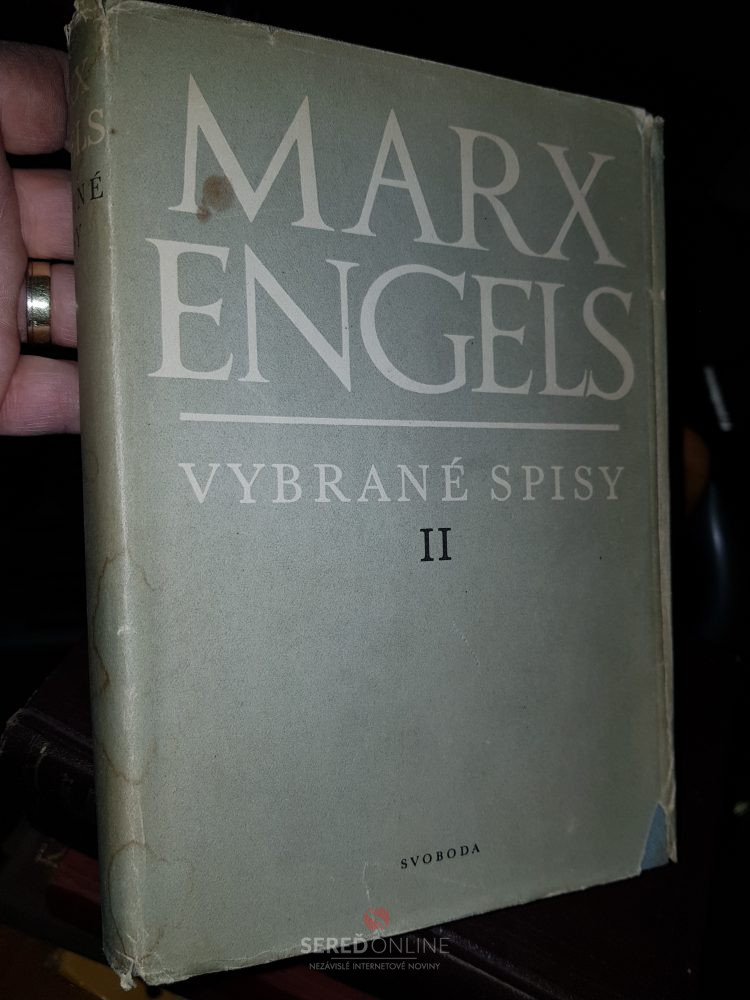 MARX
ENGELS
VYBRANÉ SPISY
II
SVOBODA
SEREĎONLINE
NEZÁVISLÉ INTERNETOVÉ NOVINY